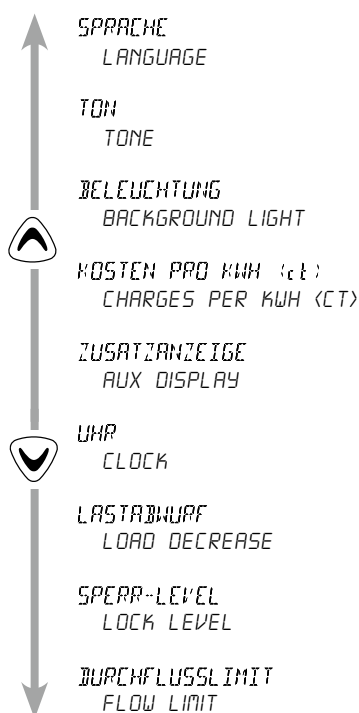 SPRACHE
LANGUAGE
TON
TONE
BELEUCHTUNG
BACKGROUND LIGHT
KOSTEN PRO KWH (ct)
CHARGES PER KWH (CT)
ZUSATZANZEIGE
AUX DISPLAY
UHR
CLOCK
LASTABWURF
LOAD DECREASE
SPERR-LEVEL
LOCK LEVEL
DURCHFLUSSLIMIT
FLOW LIMIT